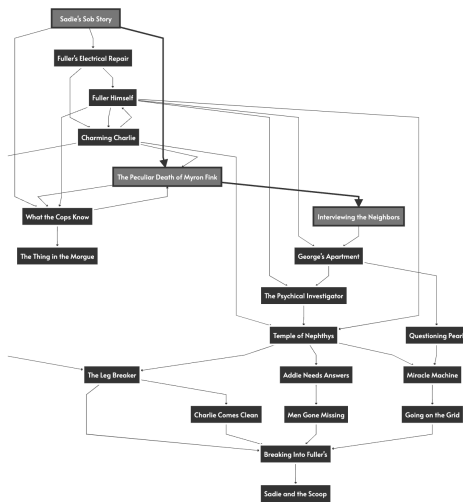 Sadie's Sob Story
Fuller's Electrical Repair
Fuller Himself
Charming Charlie
The Peculiar Death of Myron Fink
What the Cops Know
Interviewing the Neighbors
The Thing in the Morgue
George's Apartment
The Psychical Investigator
Temple of Nephthys
Questioning Pearl
The Leg Breaker
Addie Needs Answers
Miracle Machine
Charlie Comes Clean
Men Gone Missing
Going on the Grid
Breaking Into Fuller's
Sadie and the Scoop